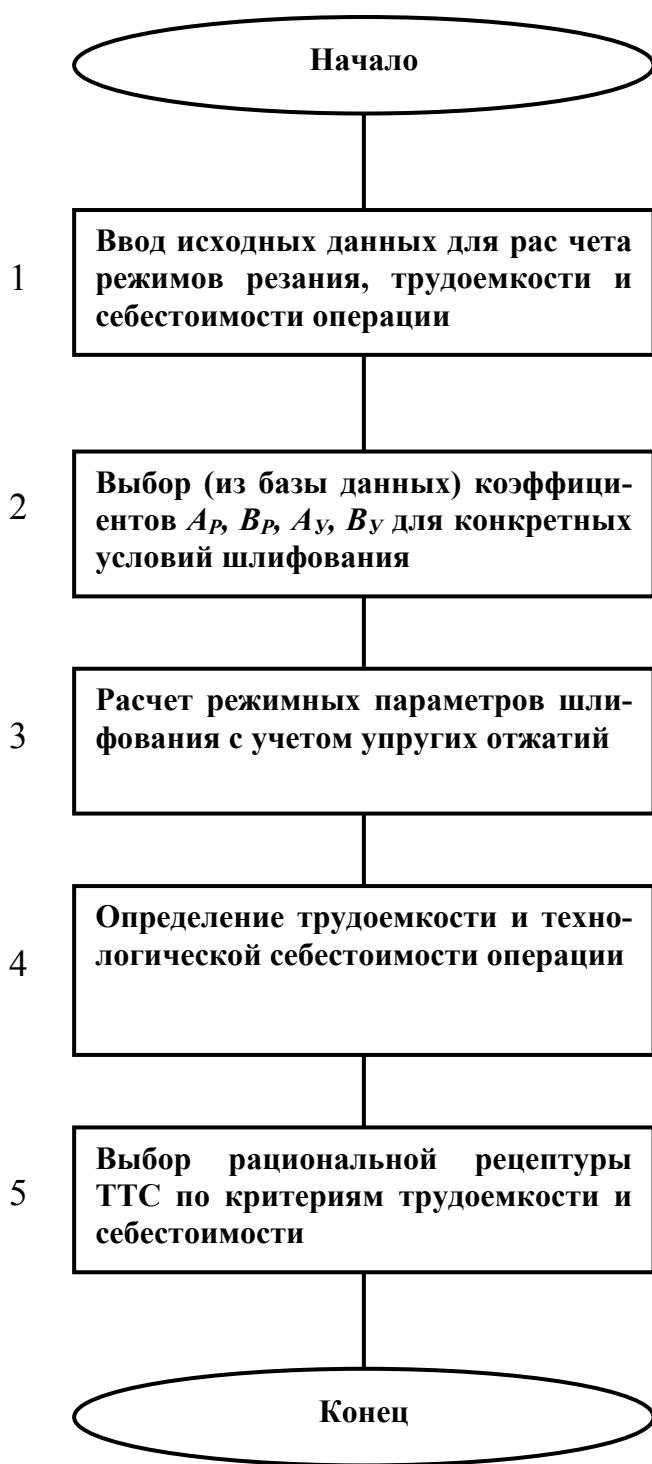 Начало
1
Ввод исходных данных для рас чета
режимов резания, трудоемкости и
себестоимости операции
2
Выбор (из базы данных) коэффици-
ентов AP, BP, AУ, BУ для конкретных
условий шлифования
3
Расчет режимных параметров шли-
фования с учетом упругих отжатий
4
Определение трудоемкости и техно-
логической себестоимости операции
5
Выбор рациональной рецептуры
ТТС по критериям трудоемкости и
себестоимости
Конец